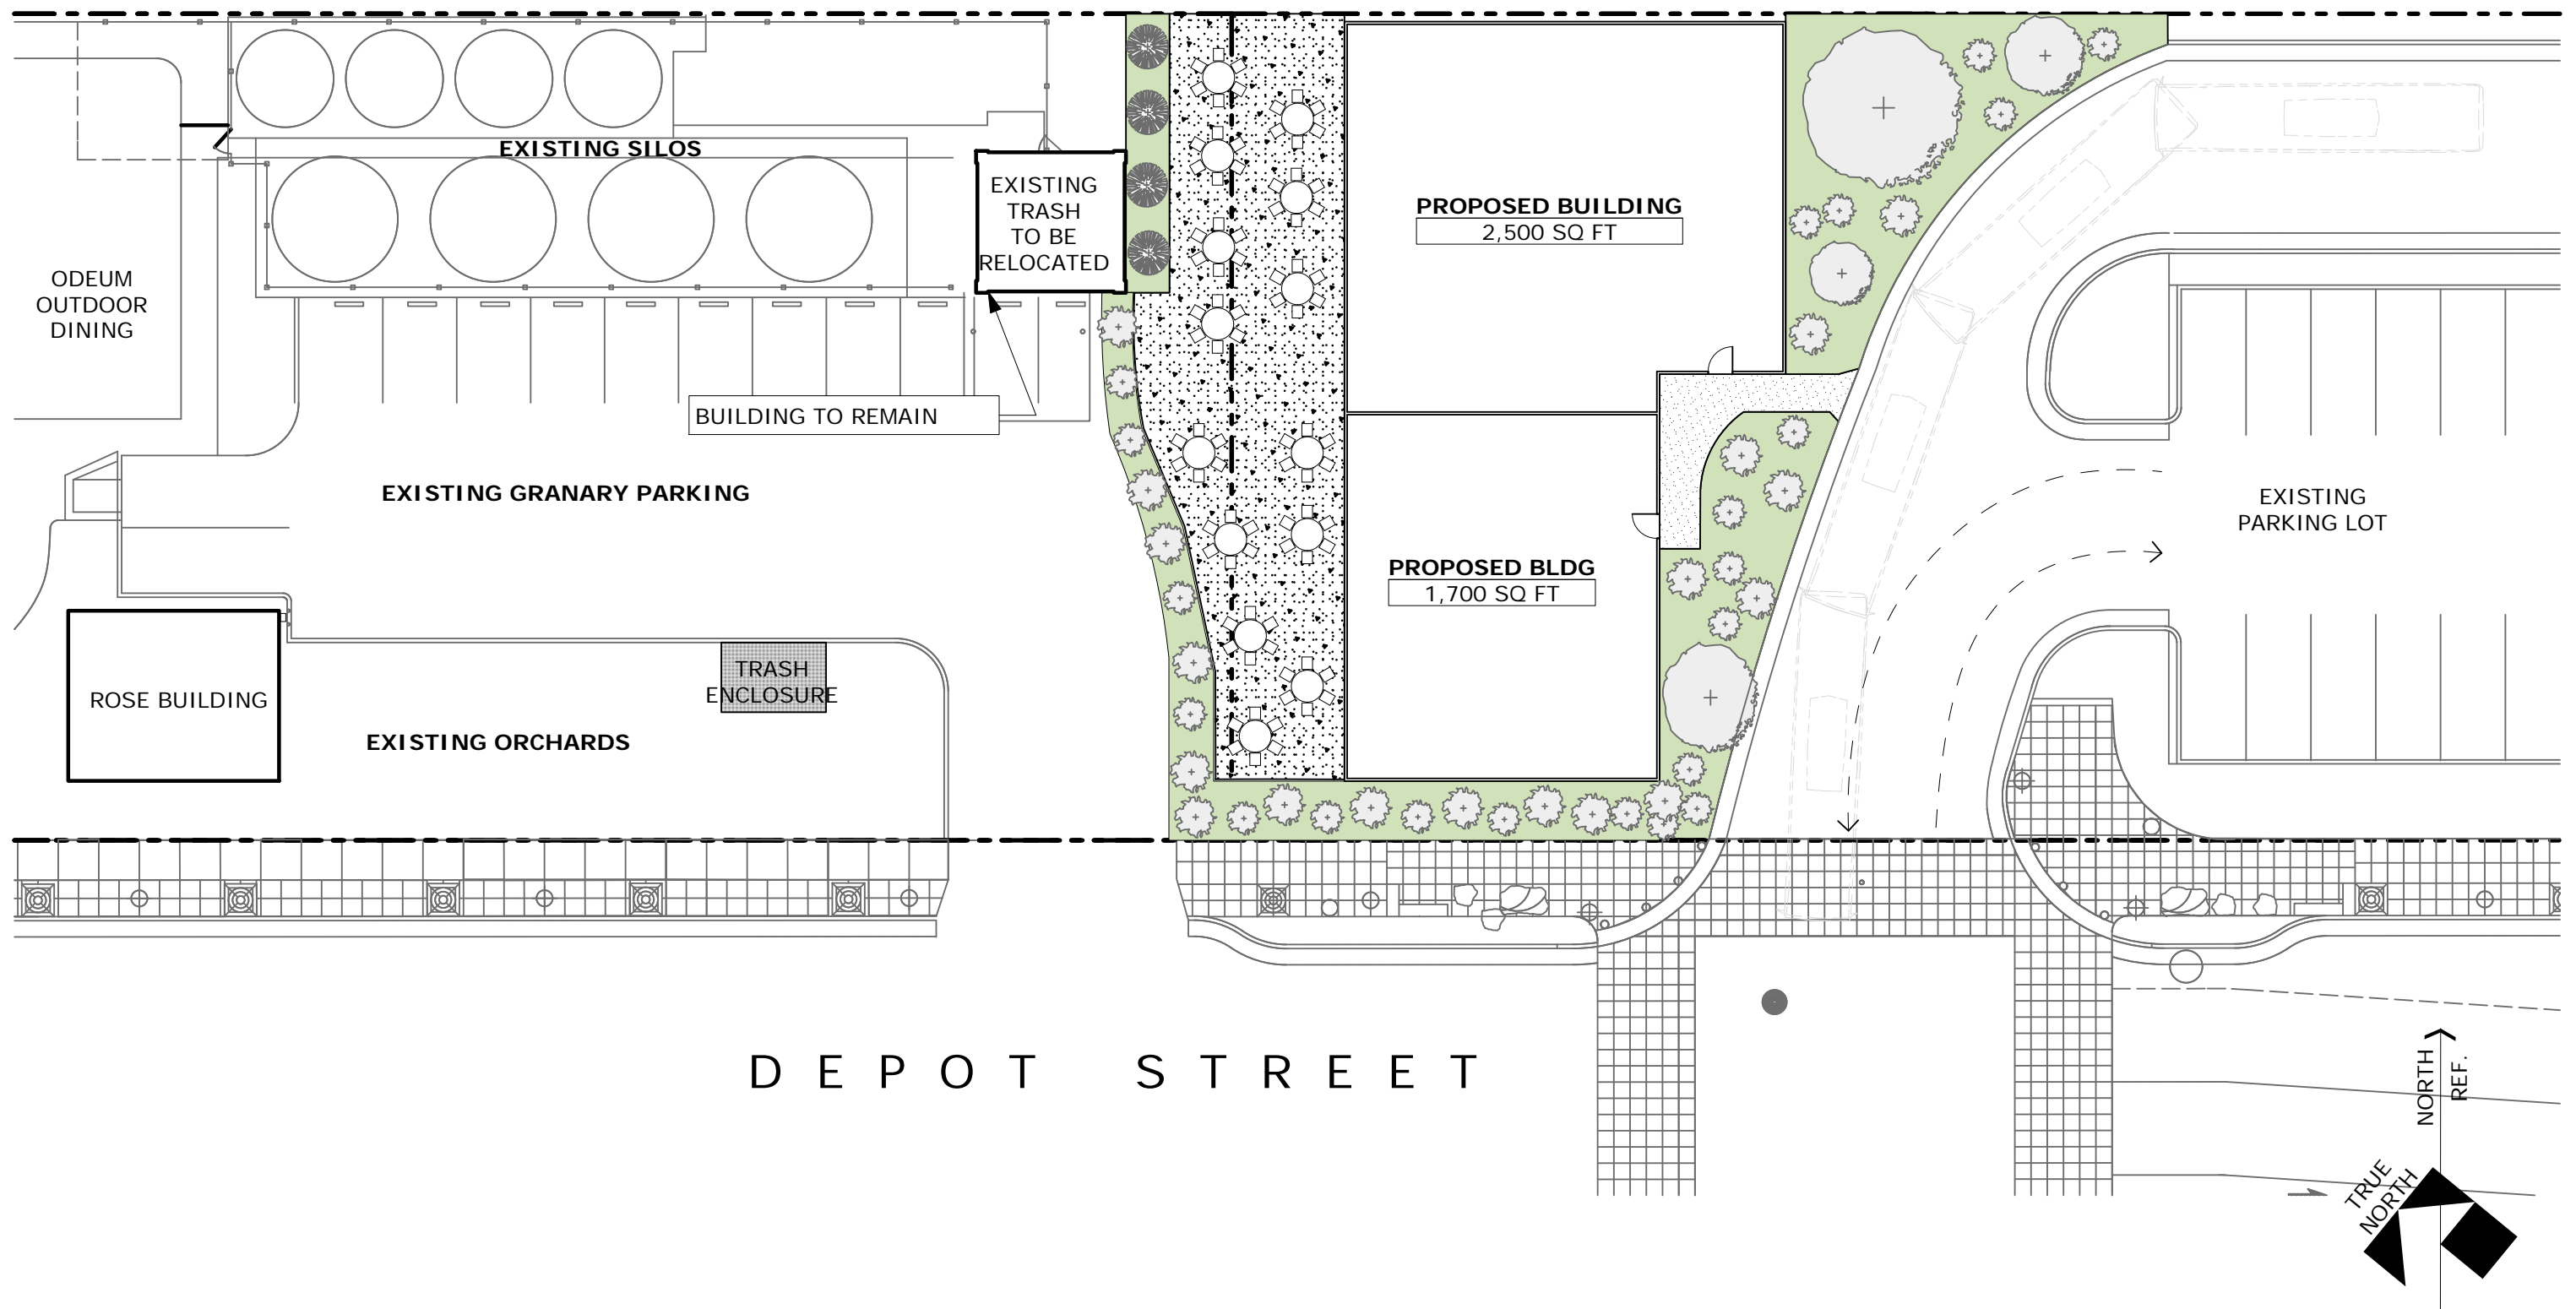 EXISTING SILOS
EXISTING
TRASH
TO BE
RELOCATED
PROPOSED BUILDING
2,500 SQ FT
ODEUM
OUTDOOR
DINING
BUILDING TO REMAIN
EXISTING GRANARY PARKING
EXISTING
PARKING LOT
PROPOSED BLDG
1,700 SQ FT
ROSE BUILDING
TRASH
ENCLOSURE
EXISTING ORCHARDS
DEPOT STREET
NORTH
REF.
TRUE
NORTH